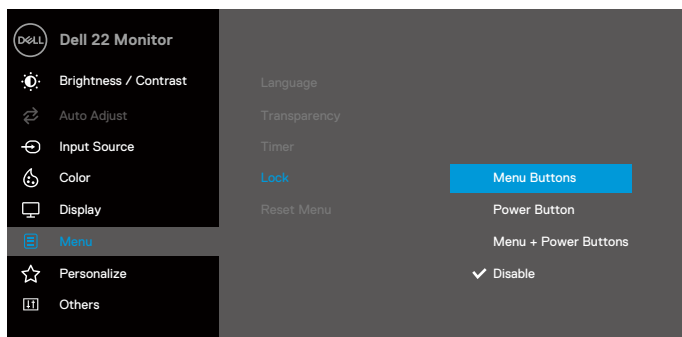 DELL
Dell 22 Monitor
Brightness / Contrast
Auto Adjust
Input Source
Color
Display
Menu
Personalize
Others
Language
Transparency
Timer
Lock
Reset Menu
Menu Buttons
Power Button
Menu + Power Buttons
Disable